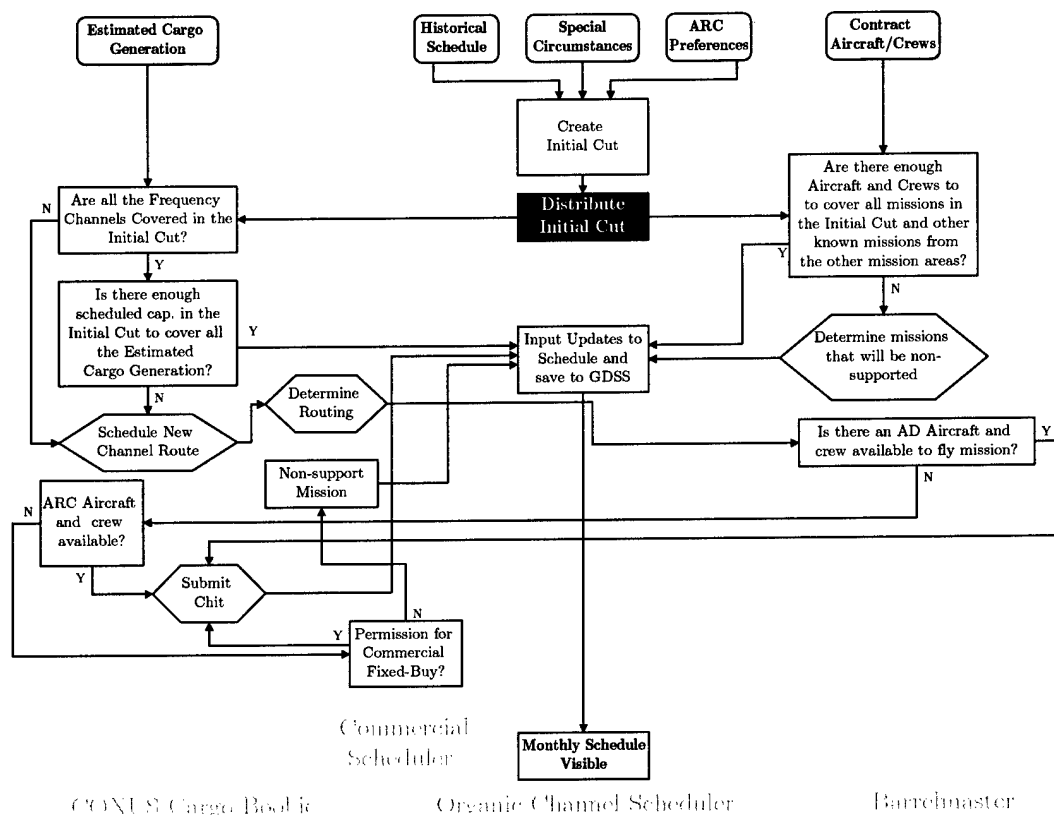 Estimated Cargo
Generation
Historical
Schedule
Special
Circumstances
ARC
Preferences
Contract
Aircraft/Crews
Create
Initial Cut
Distribute
Initial Cut
Are all the Frequency
Channels Covered in the
Initial Cut?
N
Y
Are there enough
Aircraft and Crews to
to cover all missions in
the Initial Cut and other
known missions from
the other mission areas?
Y
N
Is there enough
scheduled cap. in the
Initial Cut to cover all
the Estimated
Cargo Generation?
Y
N
Input Updates to
Schedule and
save to GDSS
Determine missions
that will be non-
supported
Determine
Routing
Schedule New
Channel Route
Is there an AD Aircraft and
crew available to fly mission?
Y
N
Non-support
Mission
ARC Aircraft
and crew
available?
N
Y
Submit
Chit
N
Y
Permission for
Commercial
Fixed-Buy?
Commercial
Scheduler
Monthly Schedule
Visible
CONUS Cargo Bookie
Organic Channel Scheduler
Barrelmaster